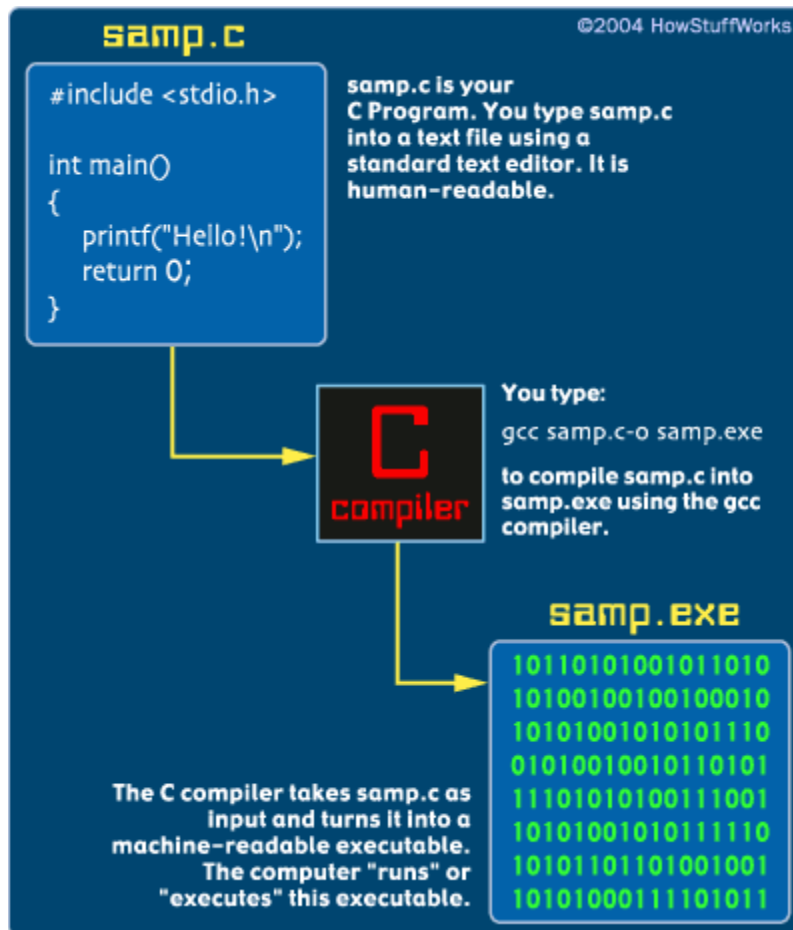 ©2004 HowStuffWorks
samp.c
#include <stdio.h>
int main()
{
printf("Hello!\n");
return 0;
}
samp.c is your
C Program. You type samp.c
into a text file using a
standard text editor. It is
human-readable.
C
compiler
You type:
gcc samp.c-o samp.exe
to compile samp.c into
samp.exe using the gcc
compiler.
samp.exe
10110101001011010
10100100100100010
10101001010101110
01010010010110101
11101010100111001
10101001010111110
10101101101001001
10101000111101011
The C compiler takes samp.c as
input and turns it into a
machine-readable executable.
The computer "runs" or
"executes" this executable.